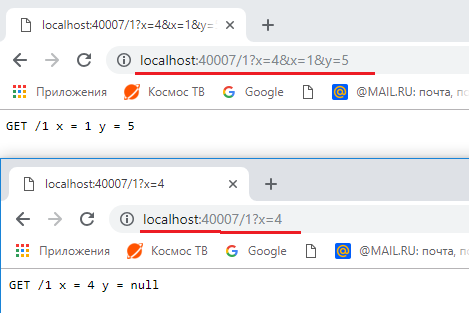 localhost:40007/1?x=4&x=1&y=
localhost:40007/1?x=4&x=1&y=5
Приложения Космос ТВ Google @MAIL.RU: почта, по
GET /1 x = 1 y = 5
localhost:40007/1?x=4
localhost:40007/1?x=4
Приложения Космос ТВ Google @MAIL.RU: почта,
GET /1 x = 4 y = null